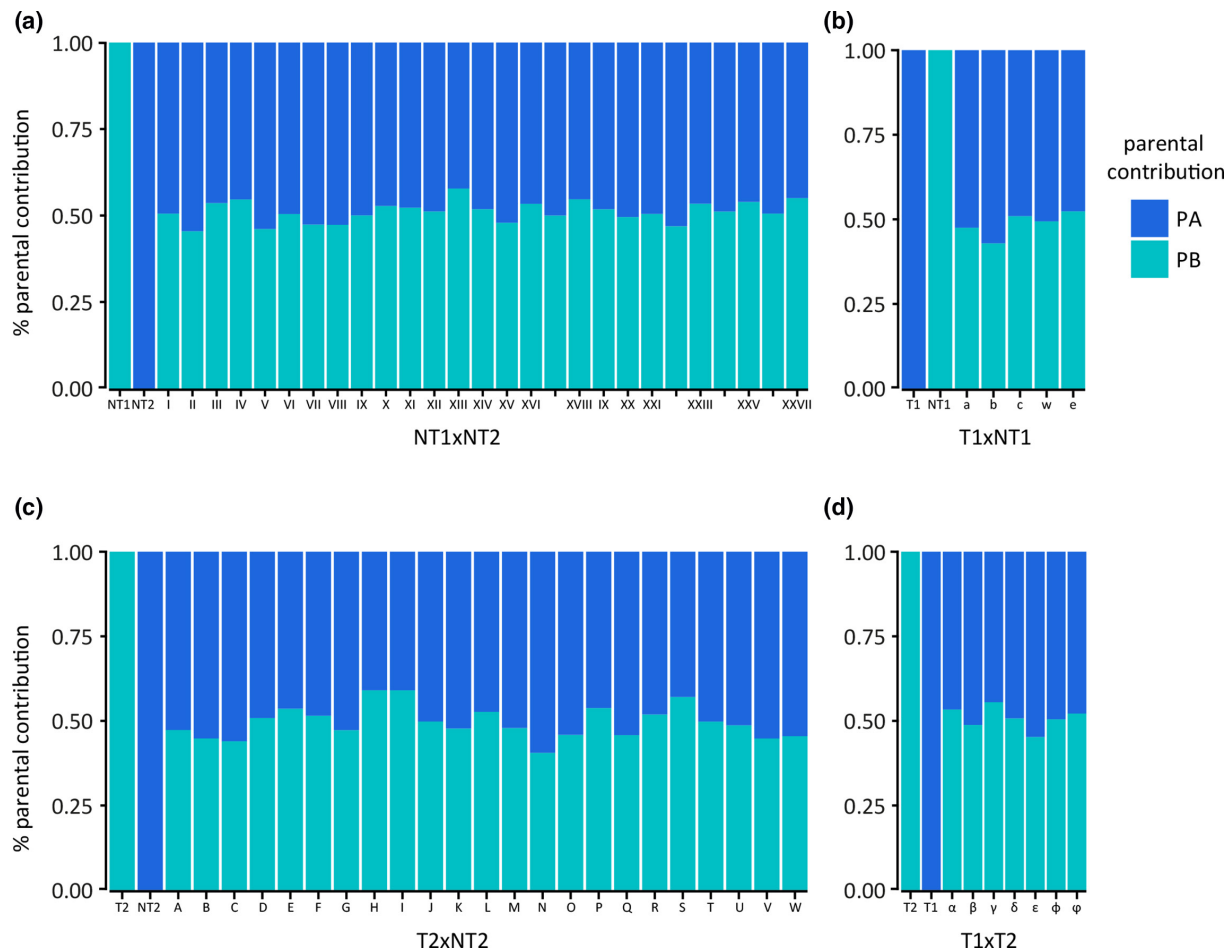 (a)
1.00
0.75
0.50
0.25
0.00
% parental contribution
NT1 NT2 I II III IV V VI VII VIII IX X XI XII XIII XIV XV XVI XVIII IX XX XXI XXIII XXV XXVII
NT1xNT2
(b)
1.00
0.75
0.50
0.25
0.00
T1 NT1 a b c w e
T1xNT1
parental
contribution
PA
PB
(c)
1.00
0.75
0.50
0.25
0.00
% parental contribution
T2 NT2 A B C D E F G H I J K L M N O P Q R S T U V W
T2xNT2
(d)
1.00
0.75
0.50
0.25
0.00
T2 T1 α β γ δ ε ϕ φ
T1xT2